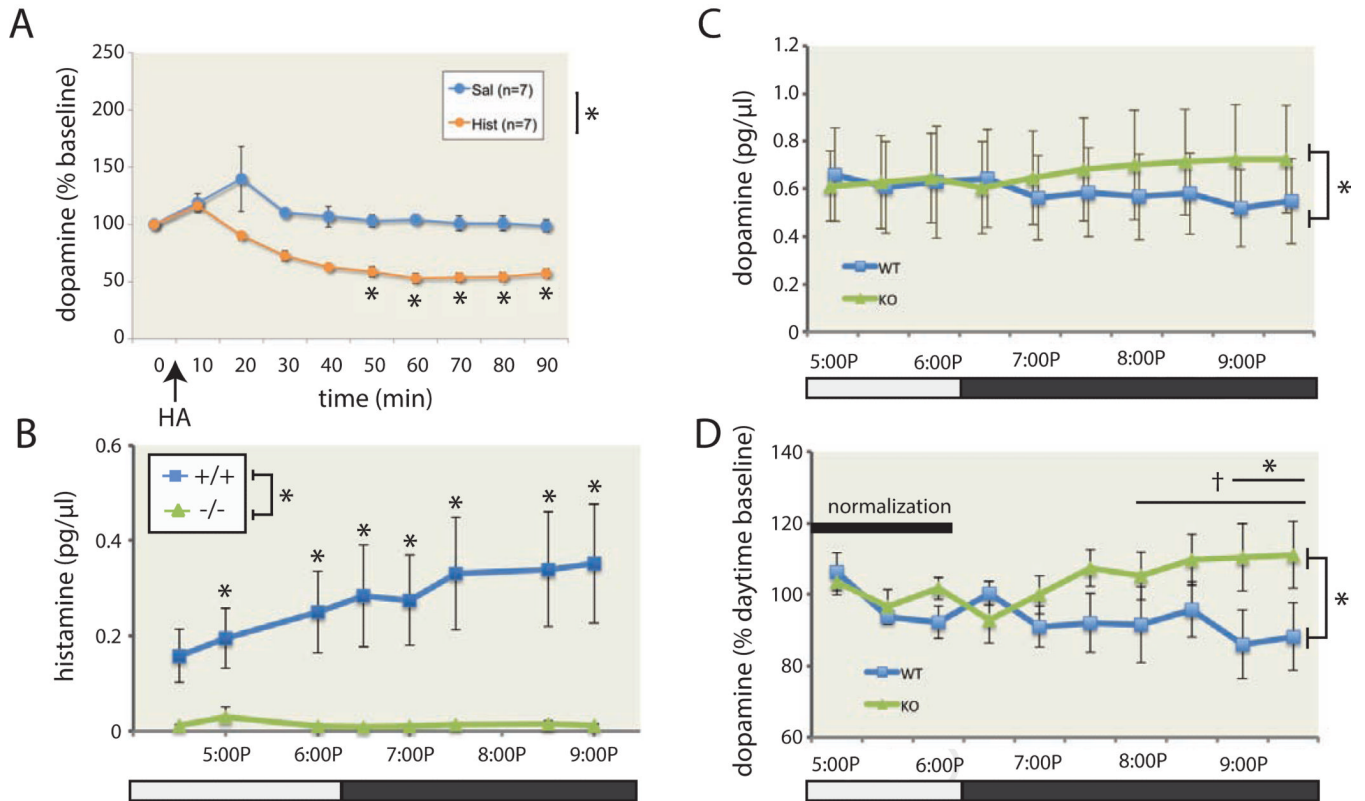 A
250
200
150
100
50
0
dopamine (% baseline)
Sal (n=7)
Hist (n=7)
*
* * * * *
0 10 20 30 40 50 60 70 80 90
time (min)
HA
B
0.6
0.4
0.2
0
histamine (pg/µl)
+/+
-/-
*
* * * * * * *
5:00P 6:00P 7:00P 8:00P 9:00P
C
1.2
1.0
0.8
0.6
0.4
0.2
0
dopamine (pg/µl)
WT
KO
*
5:00P 6:00P 7:00P 8:00P 9:00P
D
140
120
100
80
60
dopamine (% daytime baseline)
normalization
*
†
WT
KO
*
5:00P 6:00P 7:00P 8:00P 9:00P